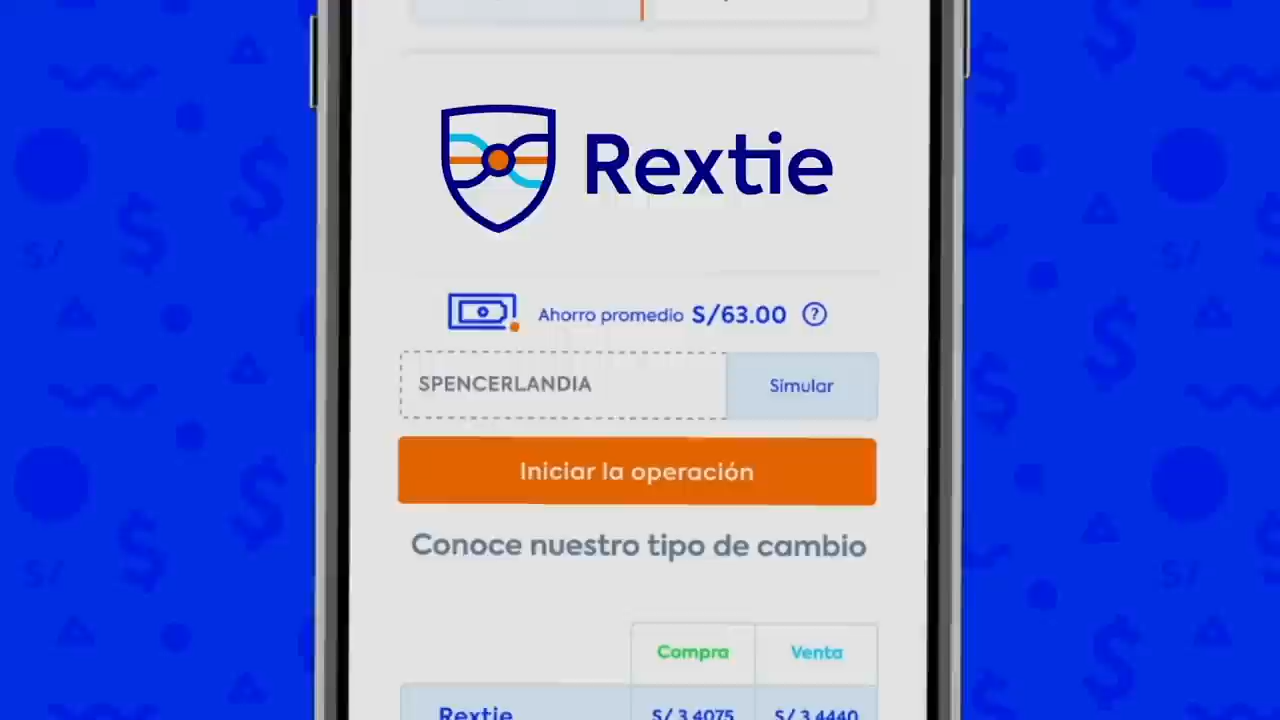 Rextie
Ahorro promedio S/63.00 ?
SPENCERLANDIA
Simular
Iniciar la operación
Conoce nuestro tipo de cambio
Compra Venta
Rextie S/ 3.4075 S/ 3.4440